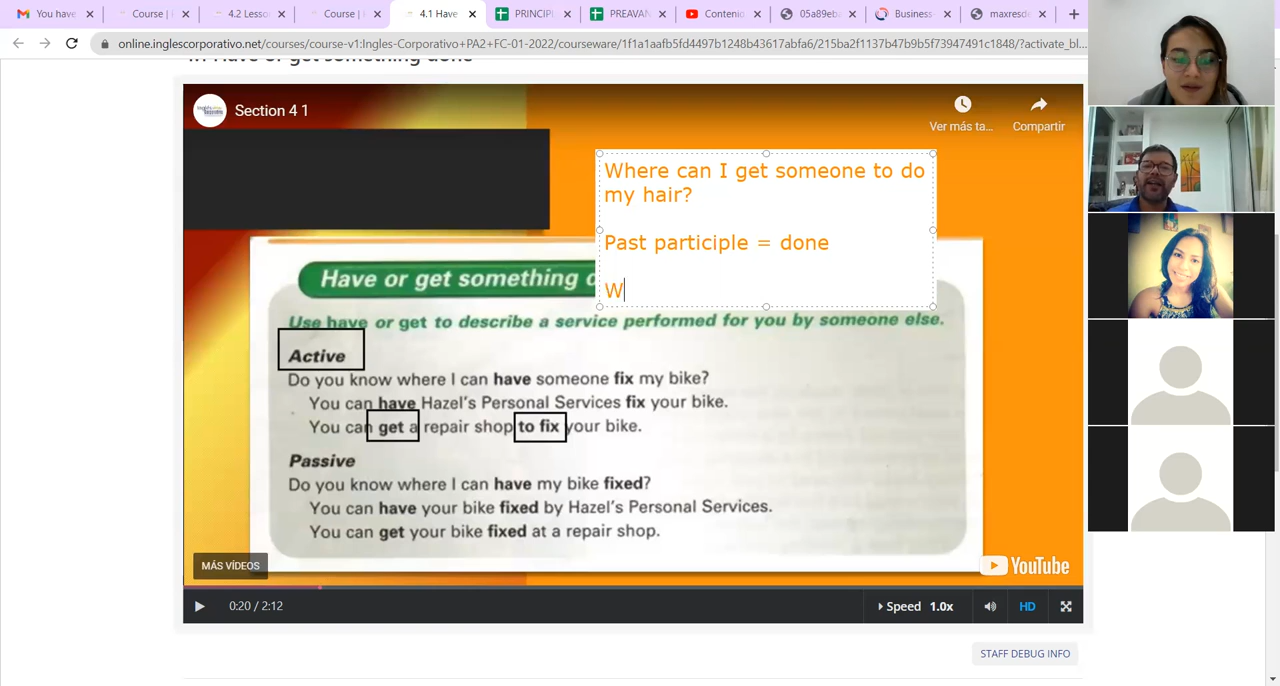 You have
Course |
4.2 Lesso
Course |
4.1 Have
PRINCIPI
PREAVAN
Contenid
05a89eba
Business-
maxresde
online.inglescorporativo.net/courses/course-v1:Ingles-Corporativo+PA2+FC-01-2022/courseware/1f1a1aafb5fd4497b1248b43617abfa6/215ba2f1137b47b9b5f73947491c1848/?activate_bl...
Have or get something done
Section 4 1
Ver más ta...
Compartir
Where can I get someone to do
my hair?
Past participle = done
W
Have or get something
Use have or get to describe a service performed for you by someone else.
Active
Do you know where I can have someone fix my bike?
You can have Hazel's Personal Services fix your bike.
You can get a repair shop to fix your bike.
Passive
Do you know where I can have my bike fixed?
You can have your bike fixed by Hazel's Personal Services.
You can get your bike fixed at a repair shop.
MÁS VÍDEOS
YouTube
0:20 / 2:12
Speed 1.0x
HD
STAFF DEBUG INFO